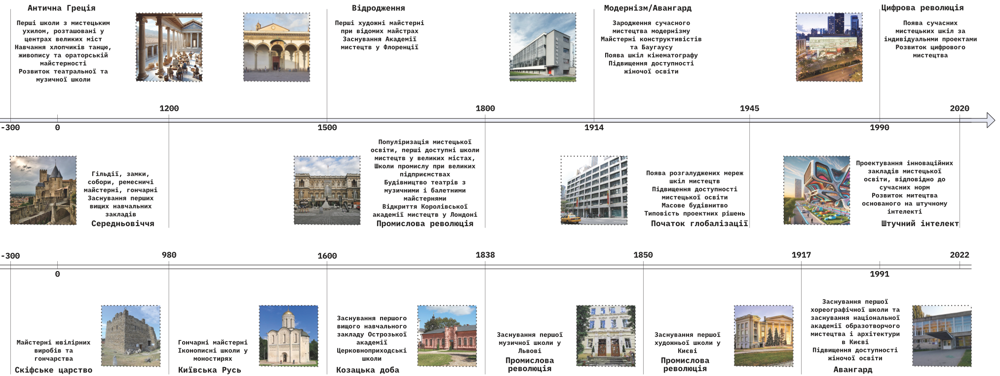 Антична Греція
Перші школи з мистецьким
ухилом, розташовані у
центрах великих міст
Навчання хлопчиків танцю,
живопису та ораторській
майстерності
Розвиток театральної та
музичної школи
Відродження
Перші художні майстерні
при відомих майстрах
Заснування Академії
мистецтв у Флоренції
BAUHAUS
Модернізм/Авангард
Зародження сучасного
мистецтва модернізму
Майстерні конструктивістів
та Баугаусу
Поява шкіл кінематографу
Підвищення доступності
жіночої освіти
Цифрова революція
Поява сучасних
мистецьких шкіл за
індивідуальнми проектами
Розвиток цифрового
мистецтва
1200
1800
1945
2020
-300
0
1500
1914
1990
Гільдії, замки,
собори, ремесничі
майстерні, гончарні
Заснування перших
вищих навчальних
закладів
Середньовіччя
Популіризація мистецької
освіти, перші доступні школи
мистецтв у великих містах,
Школи промислу при великих
підприємствах
Будівництво театрів з
музичними і балетними
майстернями
Відкриття Королівської
академії мистецтв у Лондоні
Промислова революція
Поява розгалуджених мереж
шкіл мистецтв
Підвищення доступності
мистецької освіти
Масове будівнитво
Типовість проектних рішень
Початок глобалізації
Проектування інноваційних
закладів мистецької
освіти, відповідно до
сучасних норм
Розвиток митецтва
основаного на штучному
інтелекті
Штучний інтелект
-300
980
1600
1838
1850
1917
2022
0
1991
Майстерні ювілірних
виробів та
гончарства
Скіфське царство
Гончарні майстерні
Іконописні школи у
моностирях
Київська Русь
Заснування першого
вищого навчального
закладу Острозької
академії
Церковноприходські
школи
Козацька доба
Заснування першої
музичної школи у
Львові
Промислова
революція
Заснування першої
художньої школи у
Києві
Промислова
революція
Заснування першої
хореографічної школи та
заснування національної
академії образотворчого
мистецтва і архітектури
в Києві
Підвищення доступності
жіночої освіти
Авангард